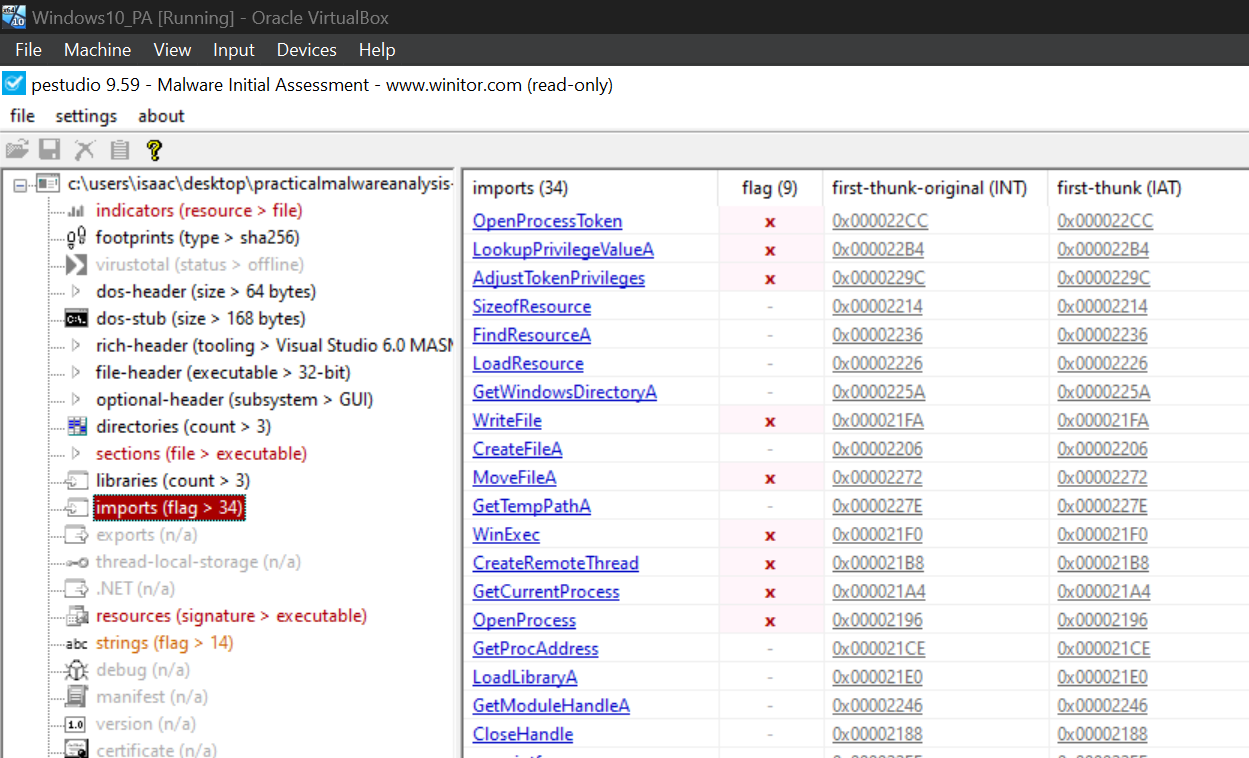 Windows10_PA [Running] - Oracle VirtualBox
File Machine View Input Devices Help
pestudio 9.59 - Malware Initial Assessment - www.winitor.com (read-only)
file settings about
c:\users\isaac\desktop\practicalmalwareanalysis-
indicators (resource > file)
footprints (type > sha256)
virustotal (status > offline)
dos-header (size > 64 bytes)
dos-stub (size > 168 bytes)
rich-header (tooling > Visual Studio 6.0 MASM
file-header (executable > 32-bit)
optional-header (subsystem > GUI)
directories (count > 3)
sections (file > executable)
libraries (count > 3)
imports (flag > 34)
exports (n/a)
thread-local-storage (n/a)
.NET (n/a)
resources (signature > executable)
abc strings (flag > 14)
debug (n/a)
manifest (n/a)
1.0 version (n/a)
certificate (n/a)
imports (34) flag (9) first-thunk-original (INT) first-thunk (IAT)
OpenProcessToken x 0x000022CC 0x000022CC
LookupPrivilegeValueA x 0x000022B4 0x000022B4
AdjustTokenPrivileges x 0x0000229C 0x0000229C
SizeofResource - 0x00002214 0x00002214
FindResourceA - 0x00002236 0x00002236
LoadResource - 0x00002226 0x00002226
GetWindowsDirectoryA - 0x0000225A 0x0000225A
WriteFile x 0x000021FA 0x000021FA
CreateFileA - 0x00002206 0x00002206
MoveFileA x 0x00002272 0x00002272
GetTempPathA - 0x0000227E 0x0000227E
WinExec x 0x000021F0 0x000021F0
CreateRemoteThread x 0x000021B8 0x000021B8
GetCurrentProcess x 0x000021A4 0x000021A4
OpenProcess x 0x00002196 0x00002196
GetProcAddress - 0x000021CE 0x000021CE
LoadLibraryA - 0x000021E0 0x000021E0
GetModuleHandleA - 0x00002246 0x00002246
CloseHandle - 0x00002188 0x00002188